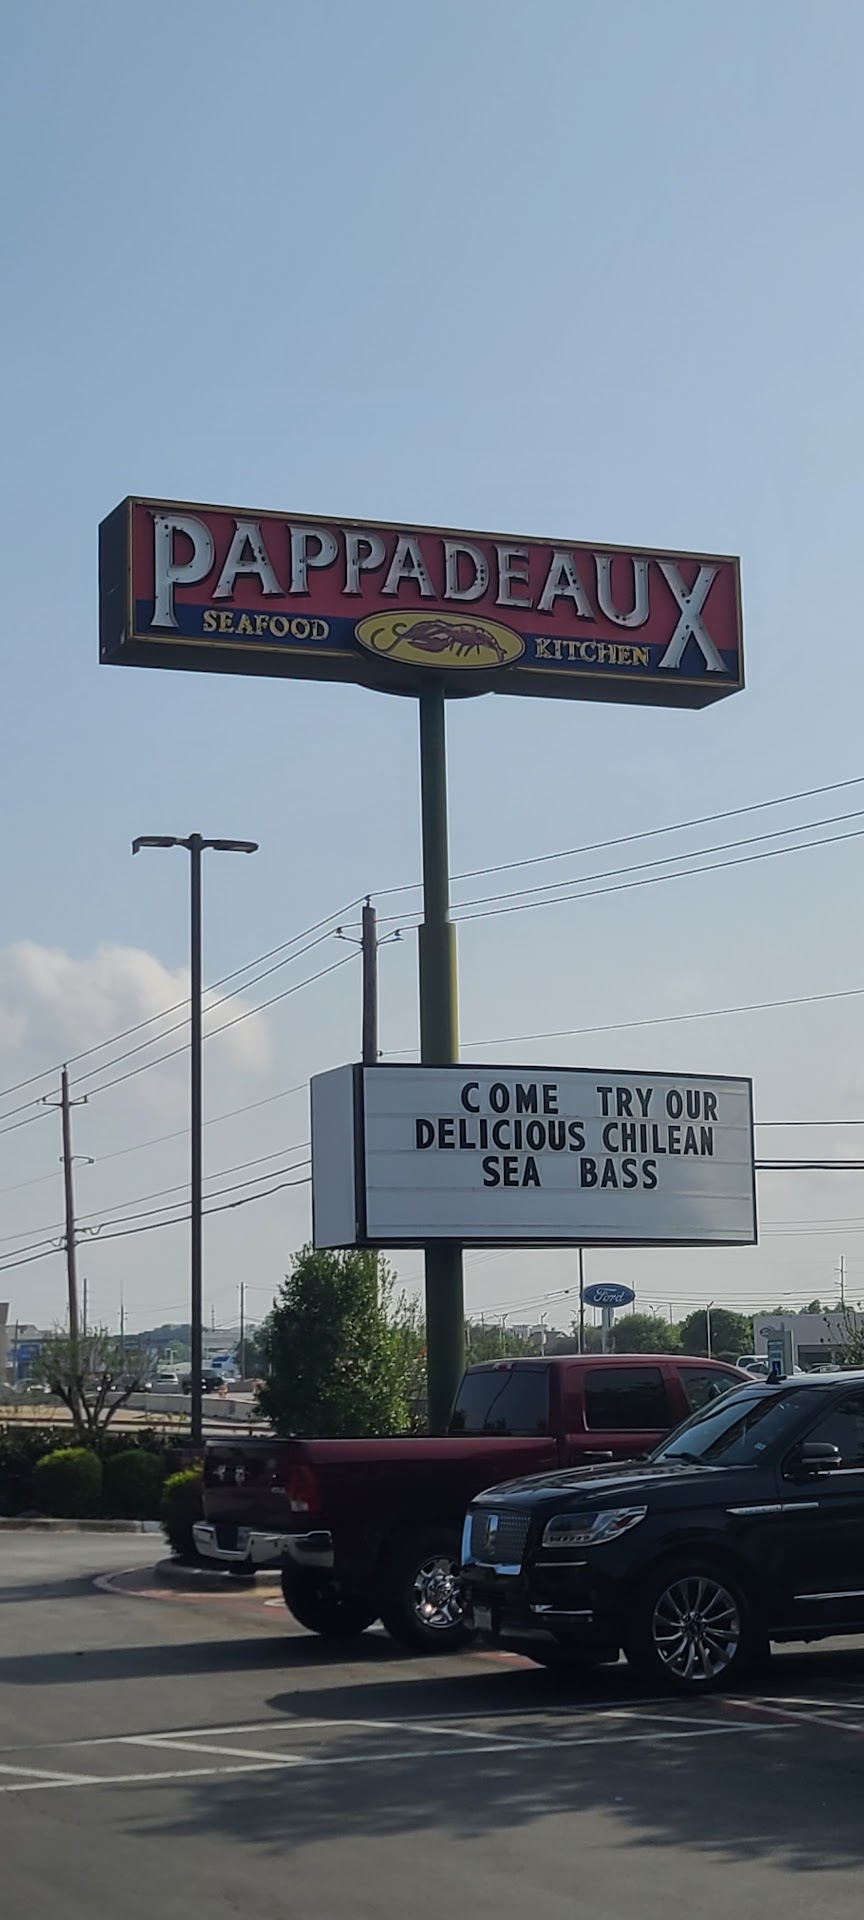 PAPPADEAUX
SEAFOOD KITCHEN
COME TRY OUR
DELICIOUS CHILEAN
SEA BASS
Ford